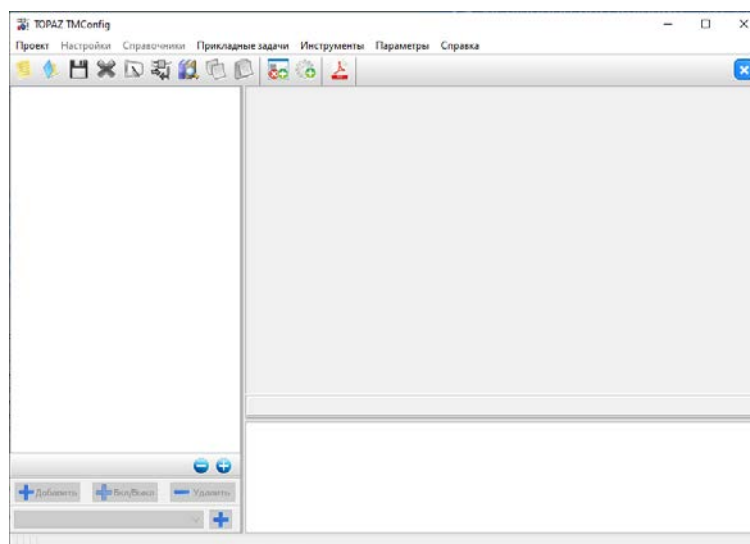 TOPAZ TMConfig
Проект Настройки Справочники Прикладные задачи Инструменты Параметры Справка
Добавить Вкл/Выкл Удалить